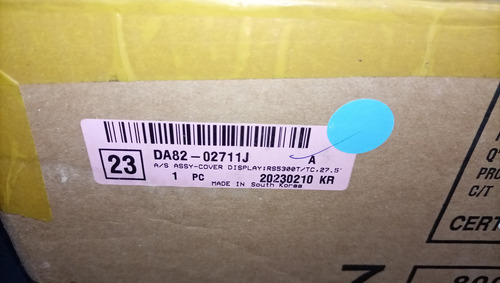 23
DA82-02711J
A
A/S ASSY-COVER DISPLAY;RS5300T/TC,27.5'
1 PC
20230210 KR
MADE IN South Korea
Q'
C/T
CERT